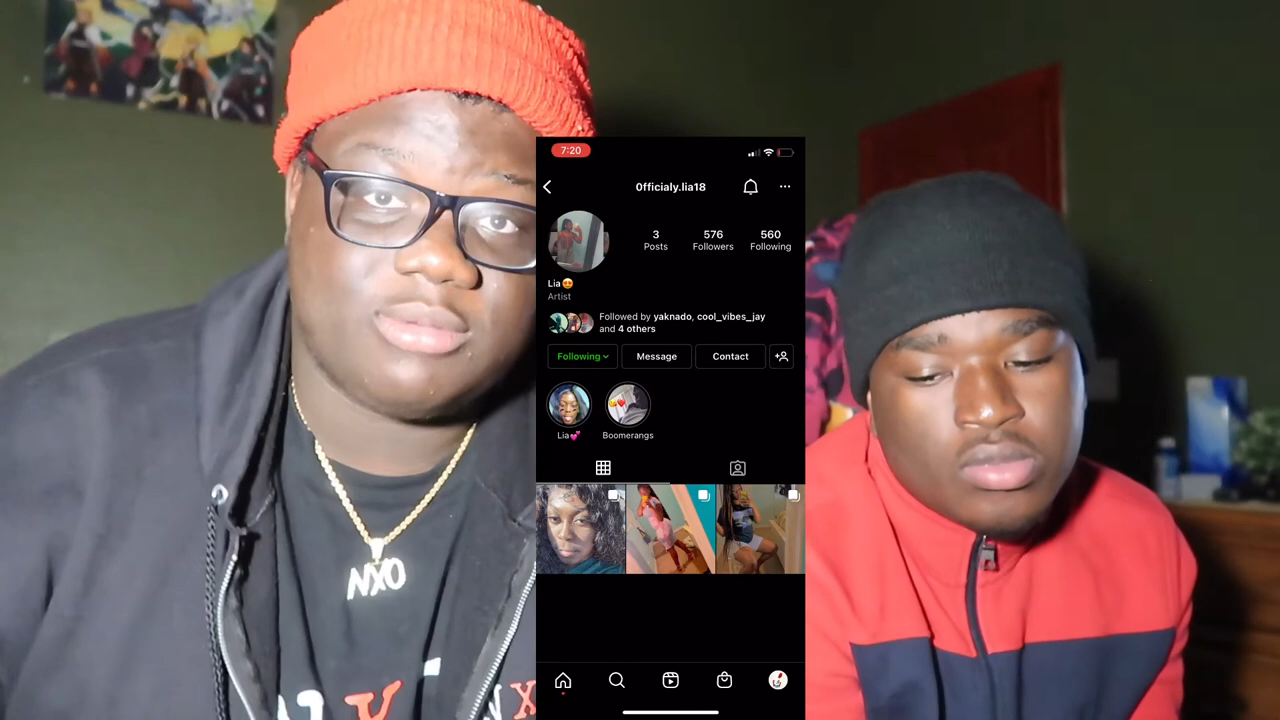 7:20
0fficialy.lia18
3
576
560
Posts
Followers
Following
Lia😍
Artist
Followed by yaknado, cool_vibes_jay
and 4 others
Following
Message
Contact
Lia💕
Boomerangs
NXO